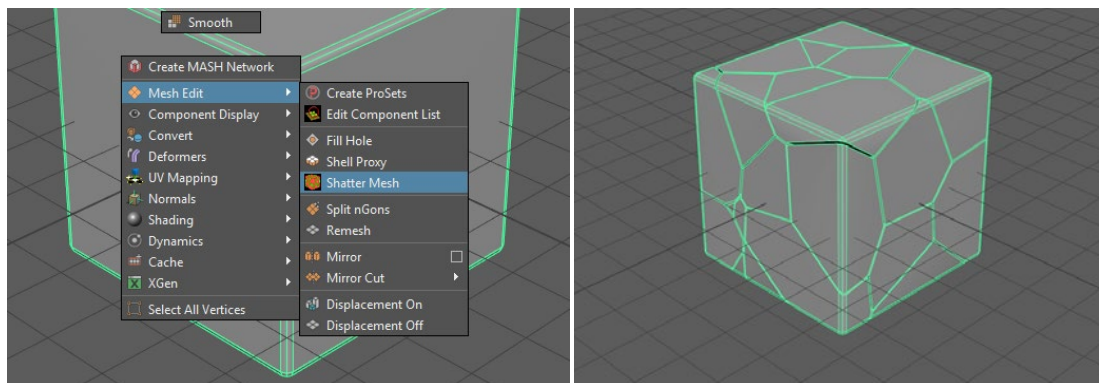 Smooth
Create MASH Network
Mesh Edit
Component Display
Convert
Deformers
UV Mapping
Normals
Shading
Dynamics
Cache
XGen
Select All Vertices
Create ProSets
Edit Component List
Fill Hole
Shell Proxy
Shatter Mesh
Split nGons
Remesh
Mirror
Mirror Cut
Displacement On
Displacement Off